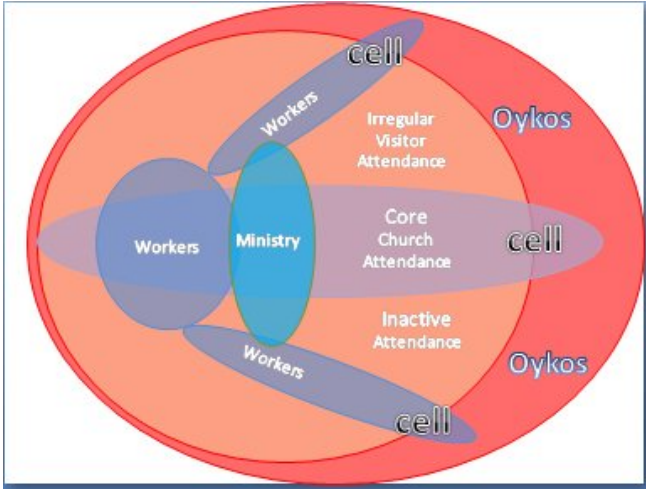 cell
Workers
Oykos
Irregular
Visitor
Attendance
Workers
Ministry
Core
Church
Attendance
cell
Inactive
Attendance
Workers
Oykos
cell